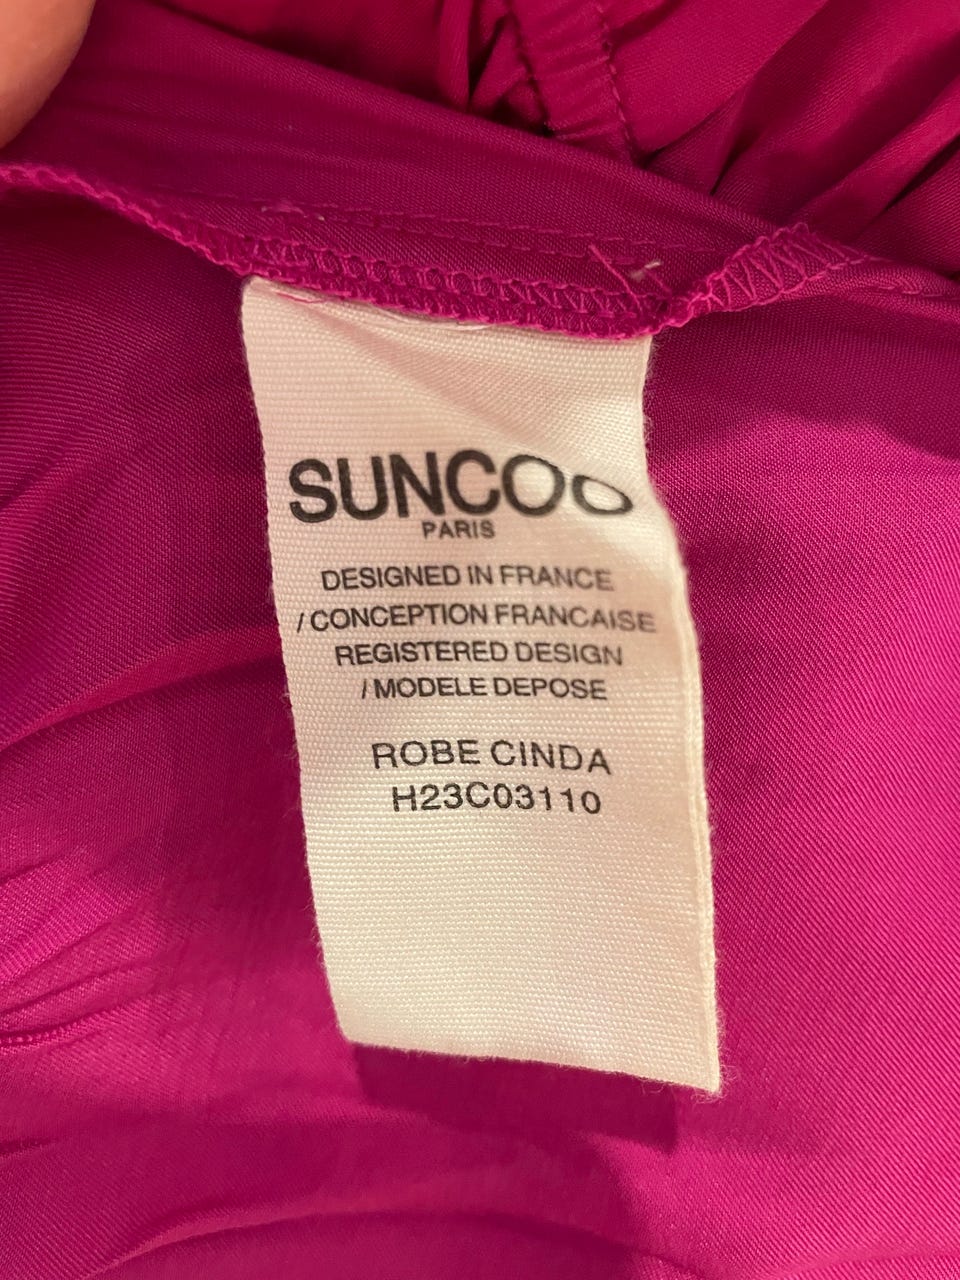 SUNCOO
PARIS
DESIGNED IN FRANCE
/ CONCEPTION FRANCAISE
REGISTERED DESIGN
/ MODELE DEPOSE
ROBE CINDA
H23C03110